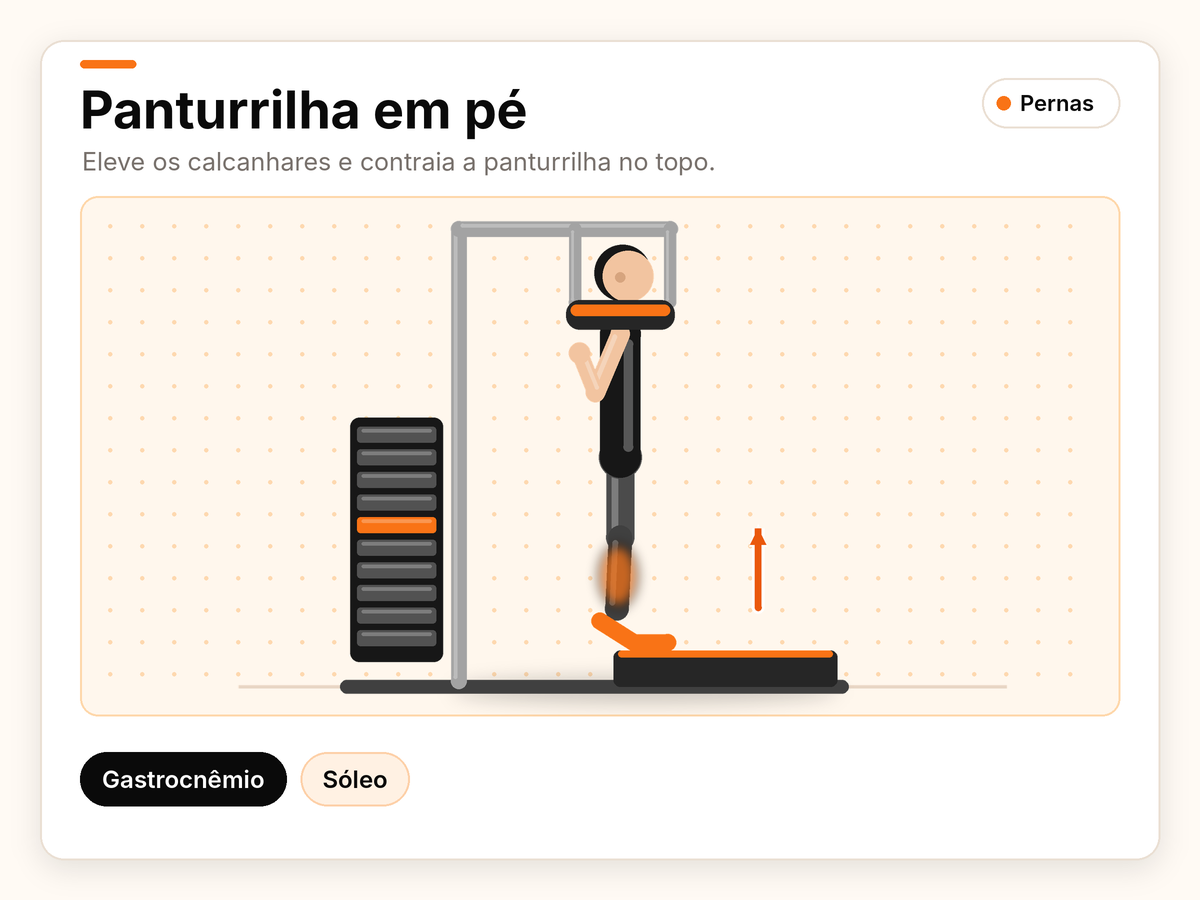 Panturrilha em pé
Pernas
Eleve os calcanhares e contraia a panturrilha no topo.
Gastrocnêmio
Sóleo